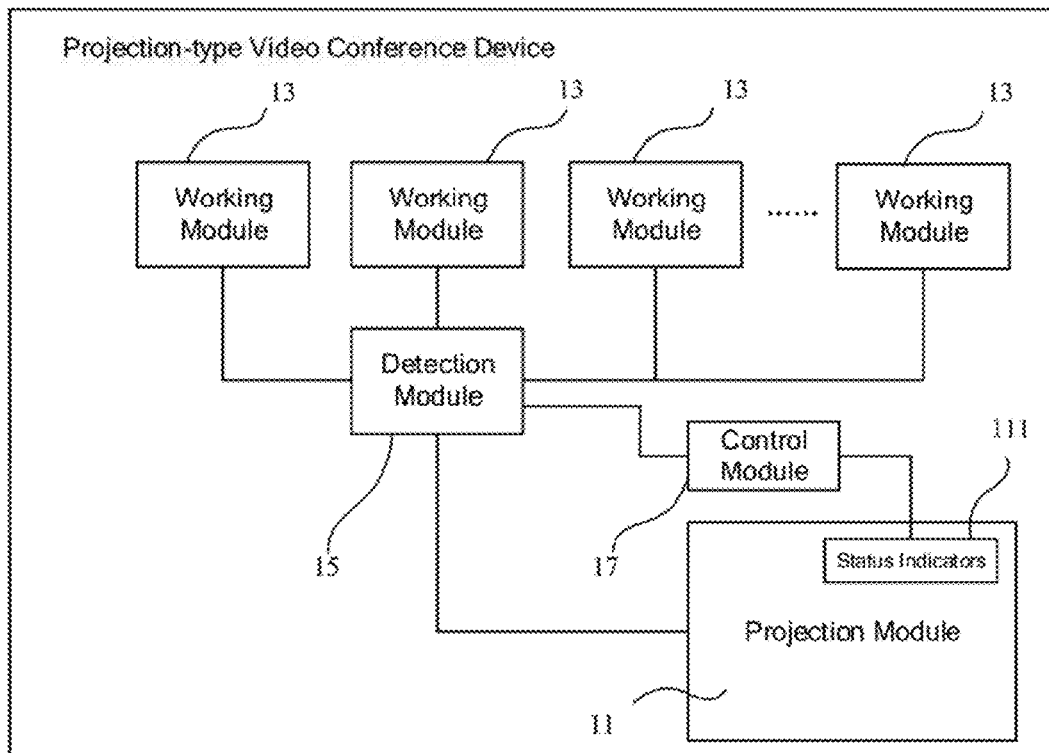 Projection-type Video Conference Device
13
13
13
13
Working
Module
Working
Module
Working
Module
......
Working
Module
Detection
Module
Control
Module
111
15
17
Status Indicators
Projection Module
11